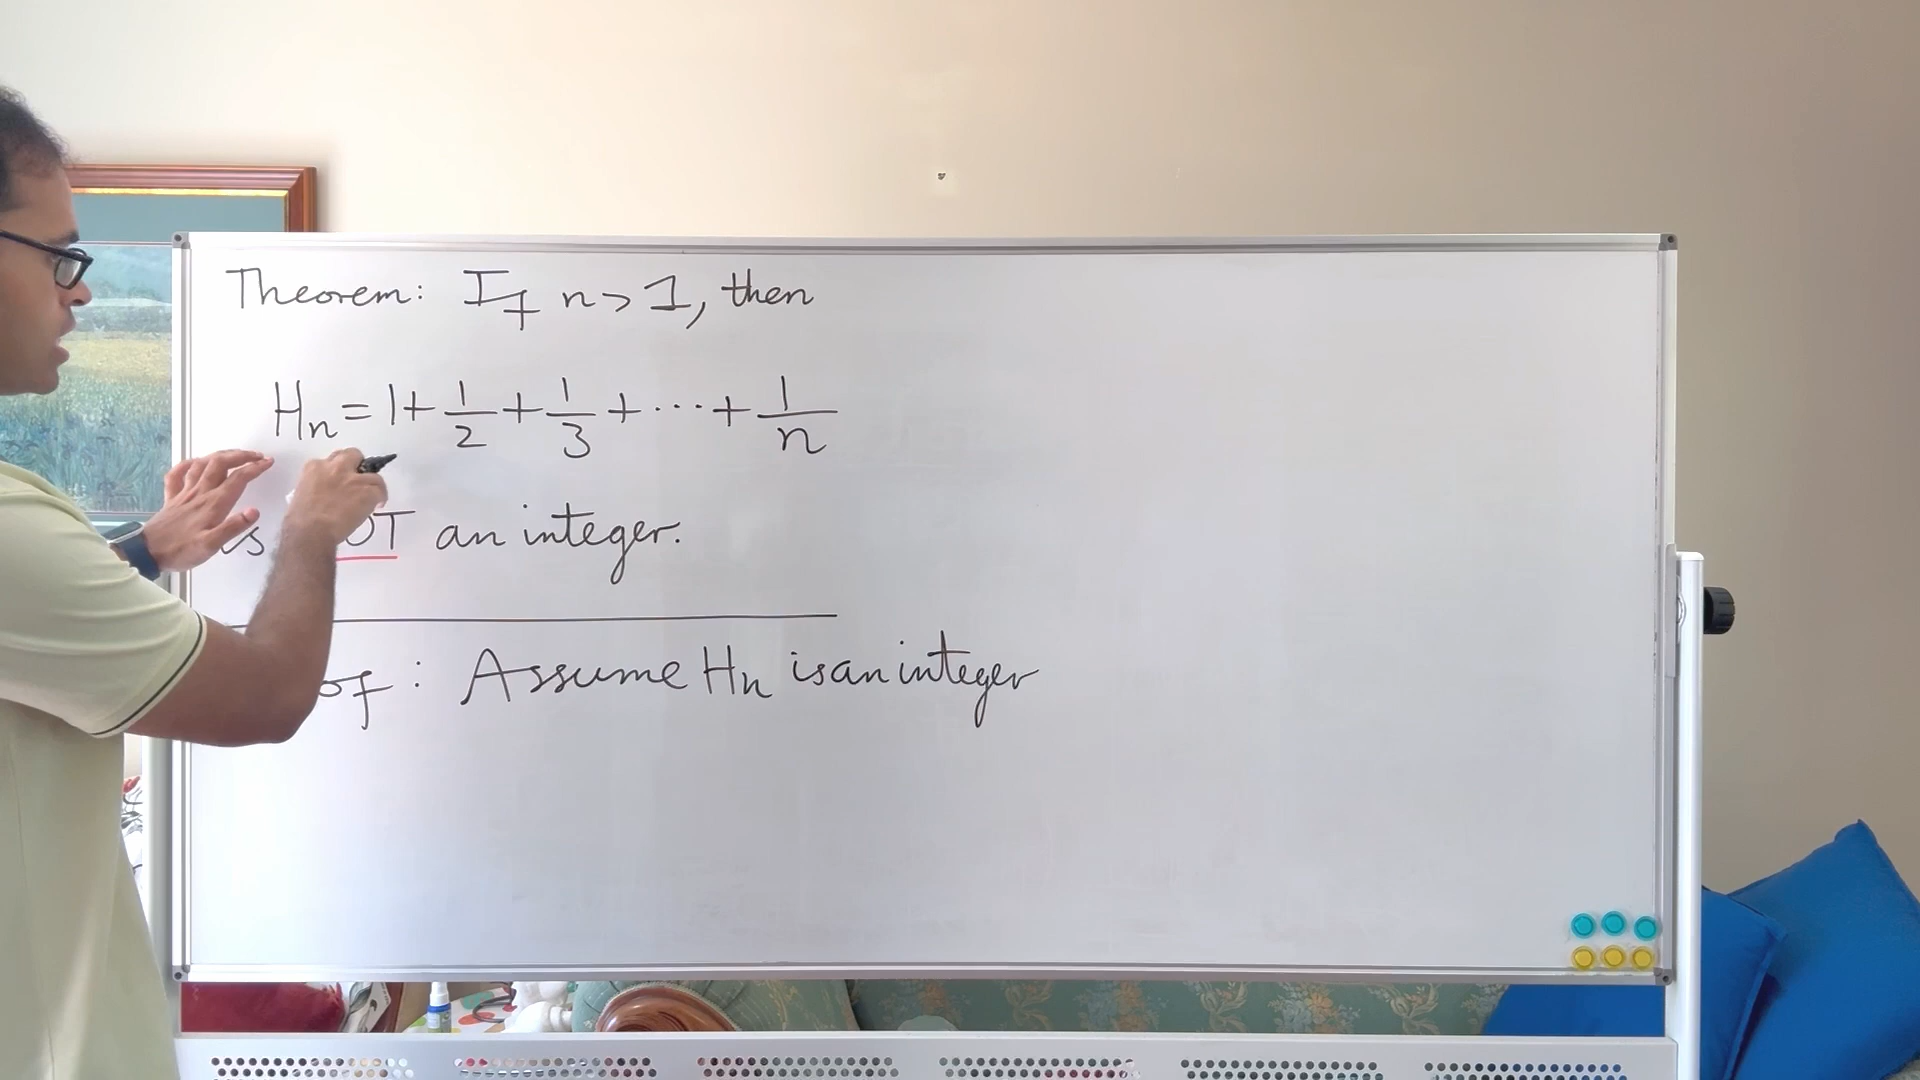 Theorem: If n > 1, then
Hn = 1 + 1/2 + 1/3 + ... + 1/n
an integer.
: Assume Hn is an integer